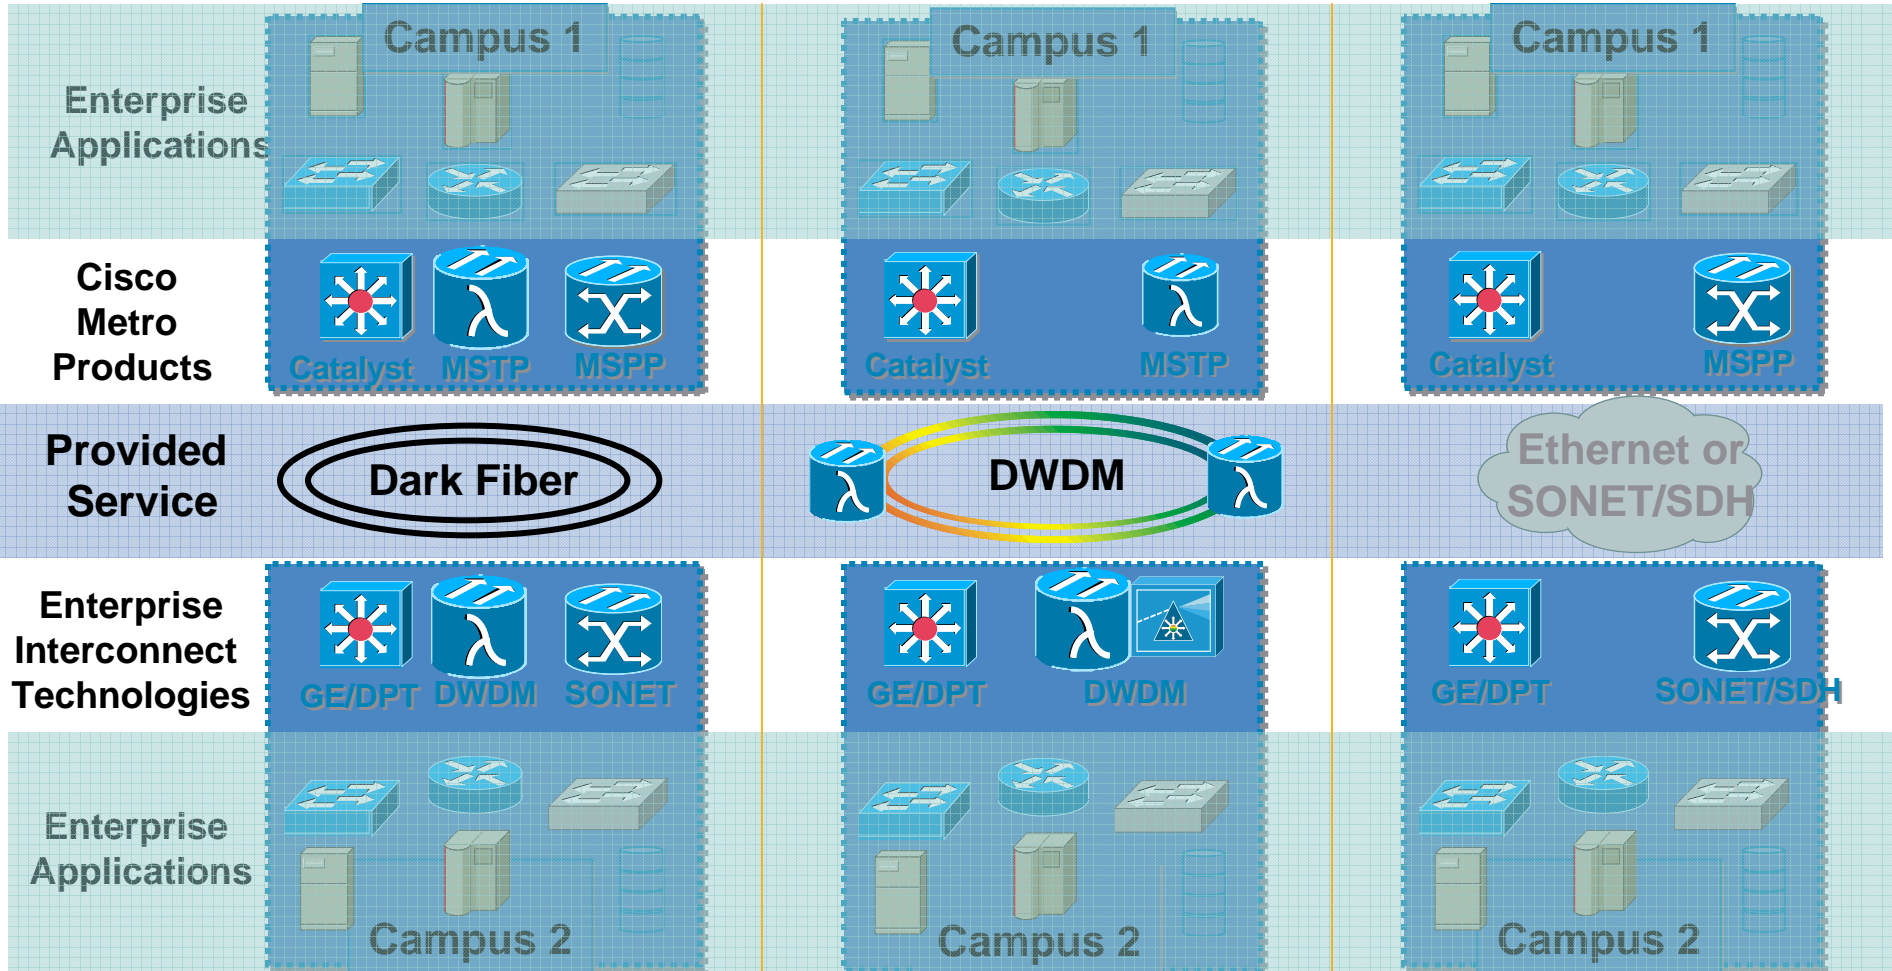 Campus 1
Campus 1
Campus 1
Enterprise
Applications
Cisco
Metro
Products
Catalyst
MSTP
MSPP
Catalyst
MSTP
Catalyst
MSPP
Provided
Service
Dark Fiber
DWDM
Ethernet or
SONET/SDH
Enterprise
Interconnect
Technologies
GE/DPT
DWDM
SONET
GE/DPT
DWDM
GE/DPT
SONET/SDH
Enterprise
Applications
Campus 2
Campus 2
Campus 2